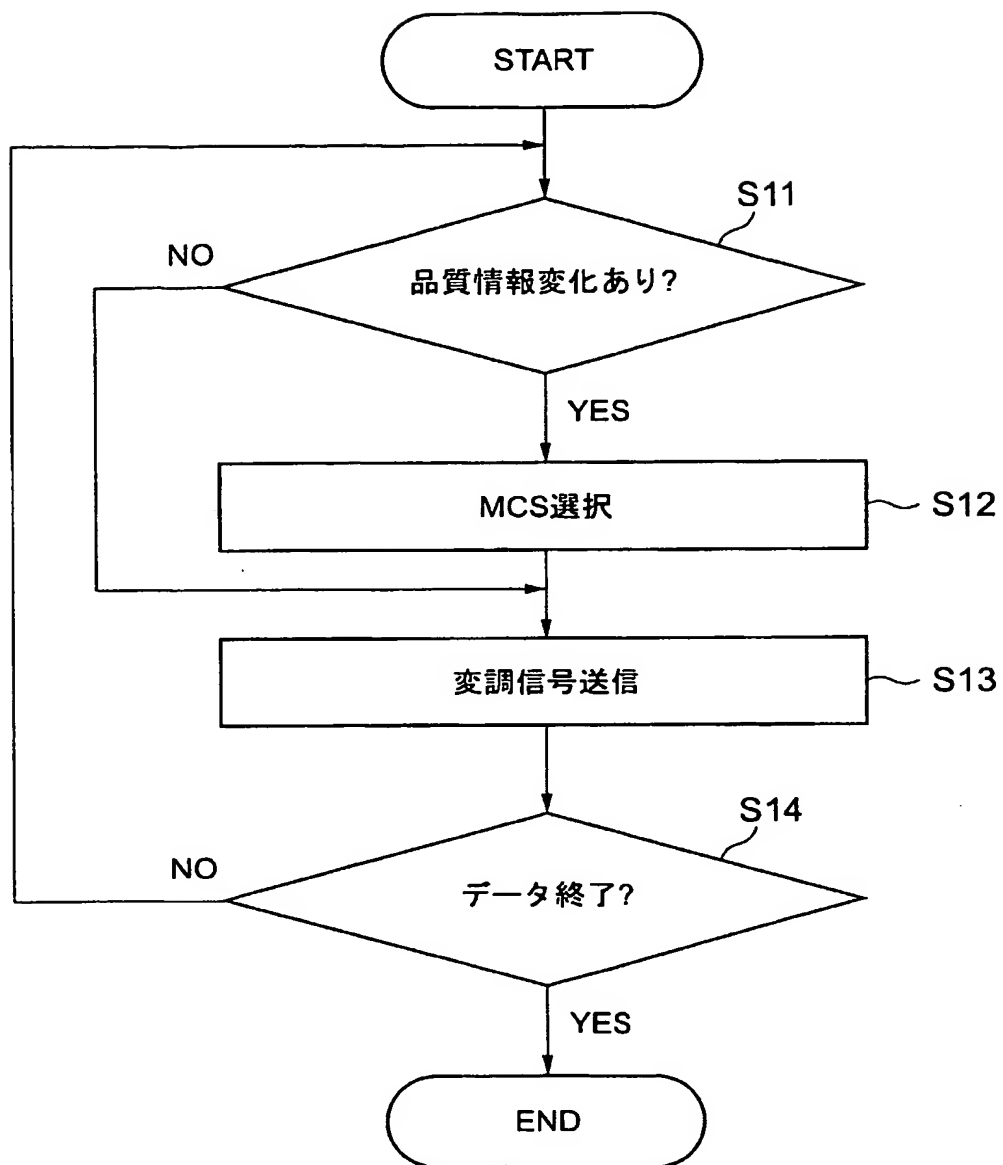 START
S11
NO
品質情報変化あり?
YES
MCS選択
S12
変調信号送信
S13
S14
NO
データ終了?
YES
END